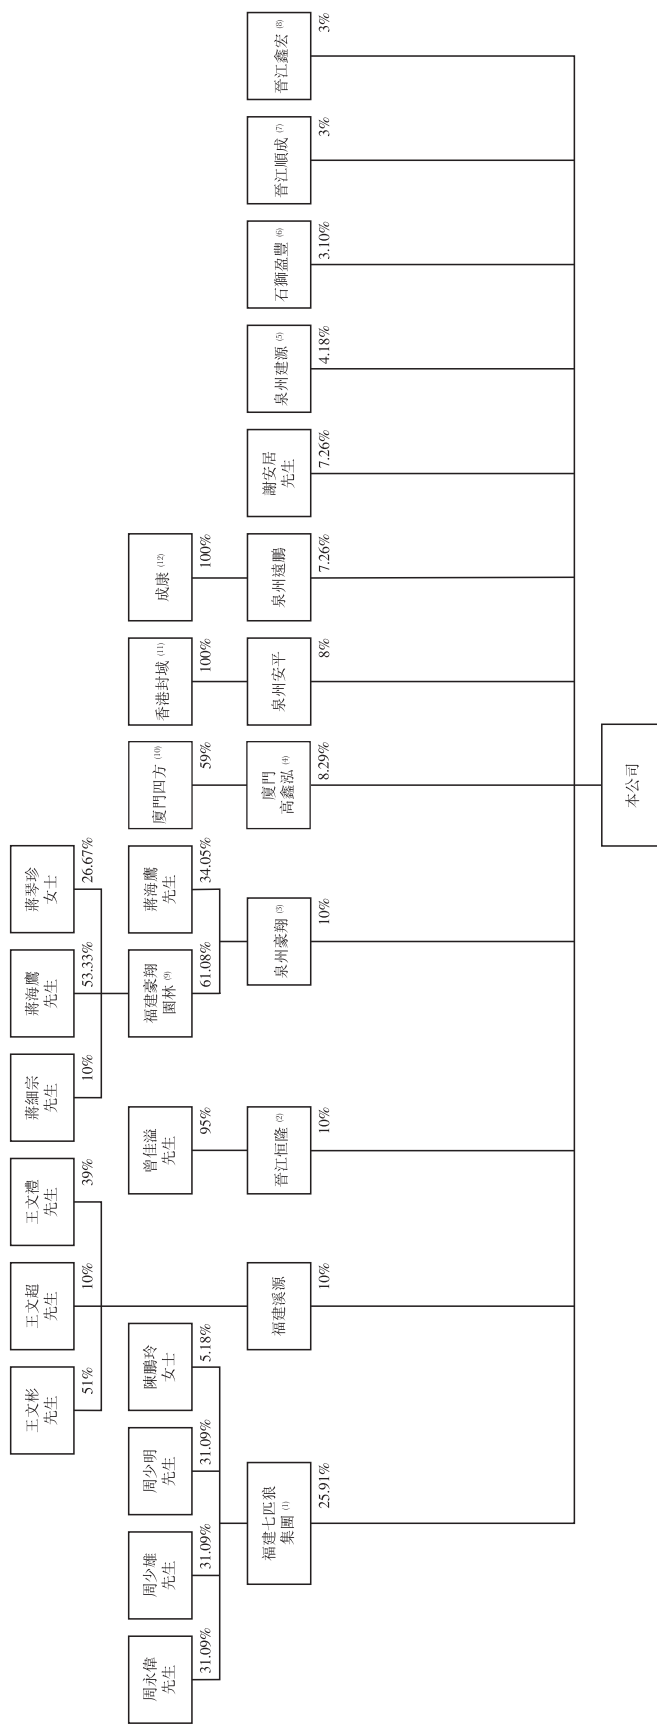 王文彬
先生
王文超
先生
王文禮
先生
蔣細宗
先生
蔣海鷹
先生
蔣琴珍
女士
51%
10%
39%
10%
53.33%
26.67%
周永偉
先生
周少雄
先生
周少明
先生
陳鵬玲
女士
曾佳溢
先生
福建豪翔
園林 (9)
蔣海鷹
先生
廈門四方 (10)
香港封域 (11)
成康 (12)
31.09%
31.09%
31.09%
5.18%
95%
61.08%
34.05%
59%
100%
100%
福建七匹狼
集團 (1)
福建溪源
晉江恒隆 (2)
泉州豪翔 (3)
廈門
高鑫泓 (4)
泉州安平
泉州遠鵬
謝安居
先生
泉州建源 (5)
石獅盈豐 (6)
晉江順成 (7)
晉江鑫宏 (8)
25.91%
10%
10%
10%
8.29%
8%
7.26%
7.26%
4.18%
3.10%
3%
3%
本公司